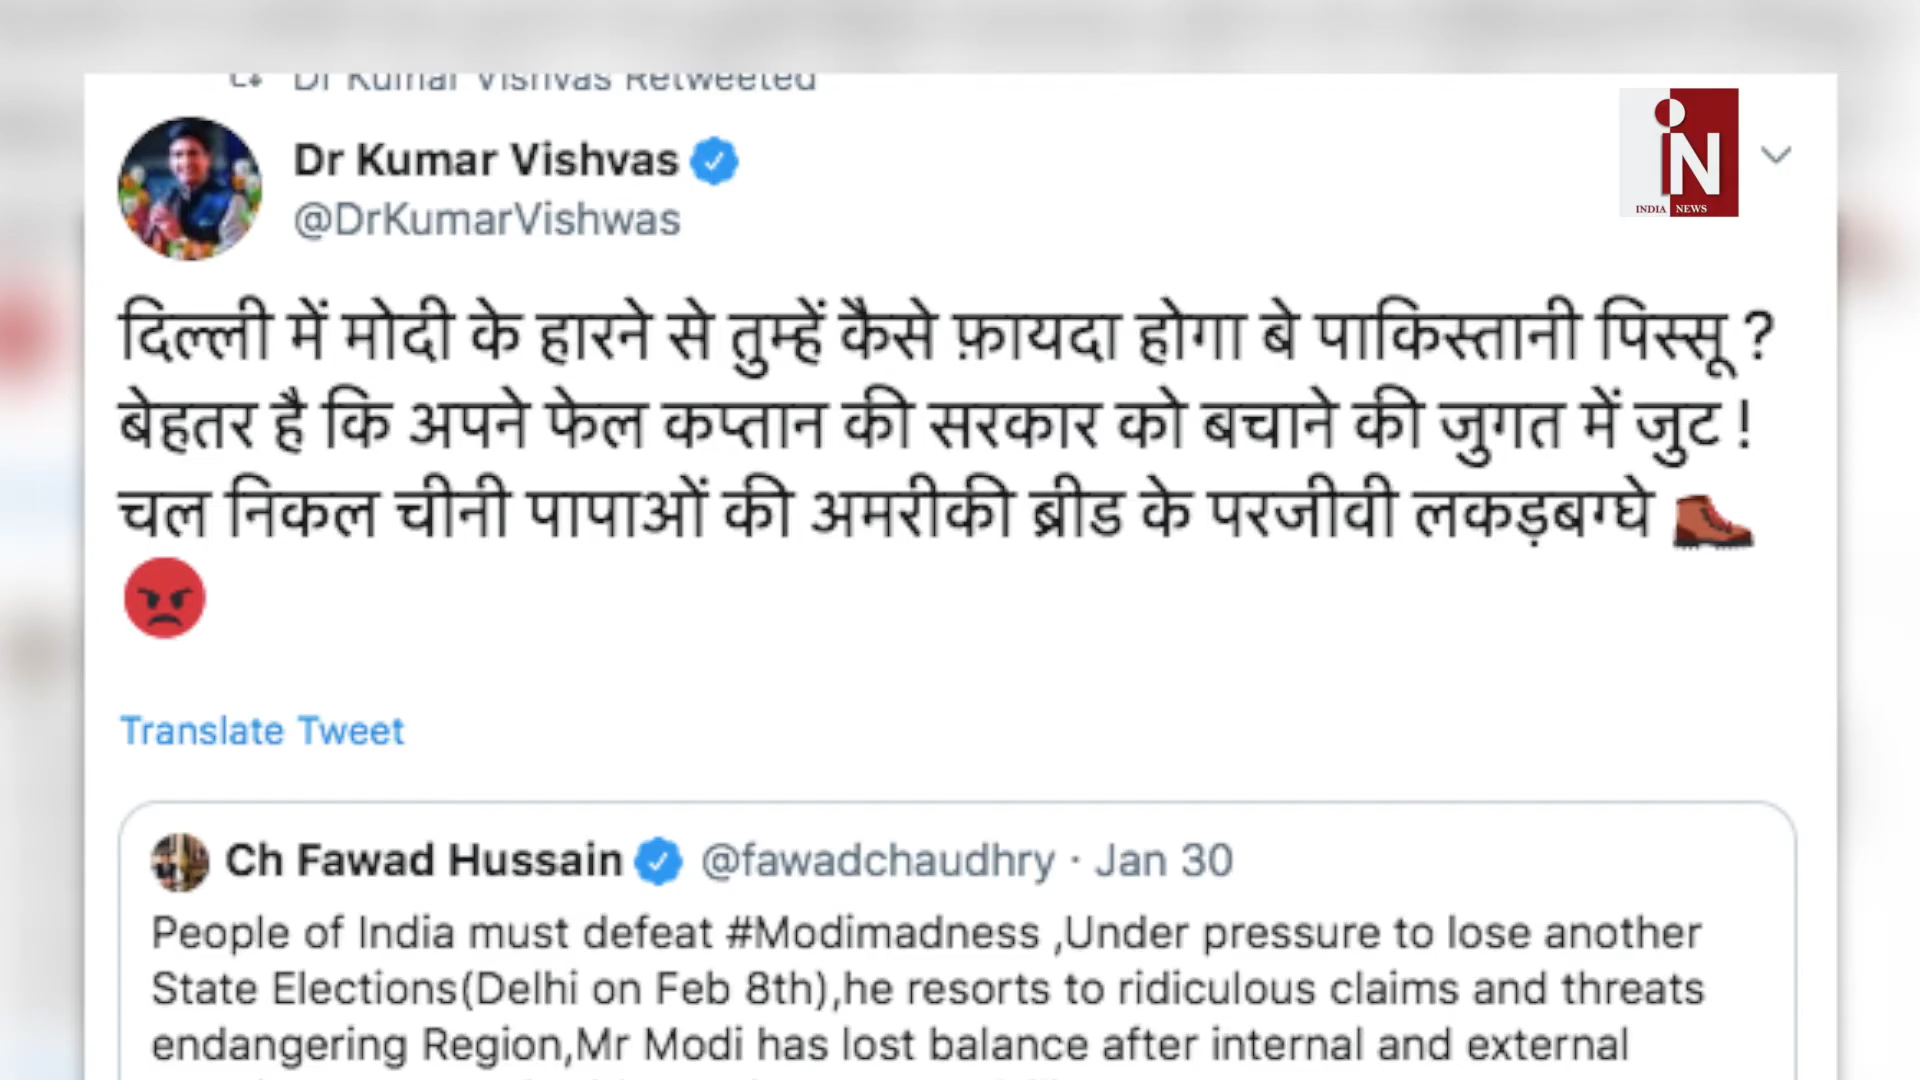 Dr Kumar Vishvas Retweeted
Dr Kumar Vishvas
@DrKumarVishwas
INDIA NEWS
दिल्ली में मोदी के हारने से तुम्हें कैसे फ़ायदा होगा बे पाकिस्तानी पिस्सू ?
बेहतर है कि अपने फेल कप्तान की सरकार को बचाने की जुगत में जुट !
चल निकल चीनी पापाओं की अमरीकी ब्रीड के परजीवी लकड़बग्घे 🥾
😡
Translate Tweet
Ch Fawad Hussain @fawadchaudhry · Jan 30
People of India must defeat #Modimadness ,Under pressure to lose another
State Elections(Delhi on Feb 8th),he resorts to ridiculous claims and threats
endangering Region,Mr Modi has lost balance after internal and external